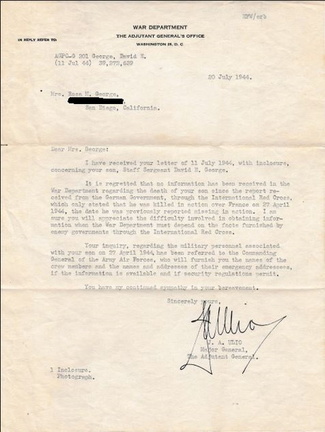 RTW/erb
WAR DEPARTMENT
THE ADJUTANT GENERAL'S OFFICE
IN REPLY REFER TO:
WASHINGTON 25, D. C.
201 George, David E.
(11 Jul 44)
20 July 1944.
Mrs. George,
San Diego, California.
Dear Mrs. George:
I have received your letter of 11 July 1944, with inclosure,
concerning your son, Staff Sergeant David E. George.
It is regretted that no information has been received in the
War Department regarding the death of your son since the report
received from the German Government, through the International Red Cross,
which only stated that he was killed in action over France on 20 April
1944, the date he was previously reported missing in action. I am
sure you will appreciate the difficulty involved in obtaining infor-
mation when the War Department must depend on the facts furnished by
enemy governments through the International Red Cross.
Your inquiry, regarding the military personnel associated
with your son on April 1944, has been referred to the Commanding
General of the Army Air Forces, who will furnish you the names of the
crew members and the names and addresses of their emergency addressees,
if the information is available and if security regulations permit.
You have my continued sympathy in your bereavement.
Sincerely yours,
J. A. ULIO
Major General,
The Adjutant General.
1 Inclosure.
Photograph.